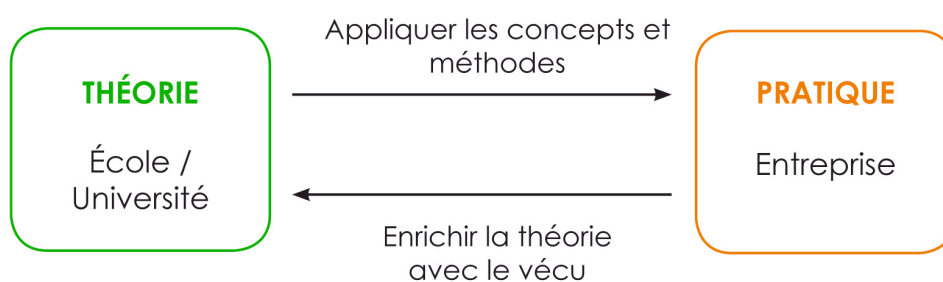 Appliquer les concepts et
méthodes
THÉORIE
École /
Université
PRATIQUE
Entreprise
Enrichir la théorie
avec le vécu